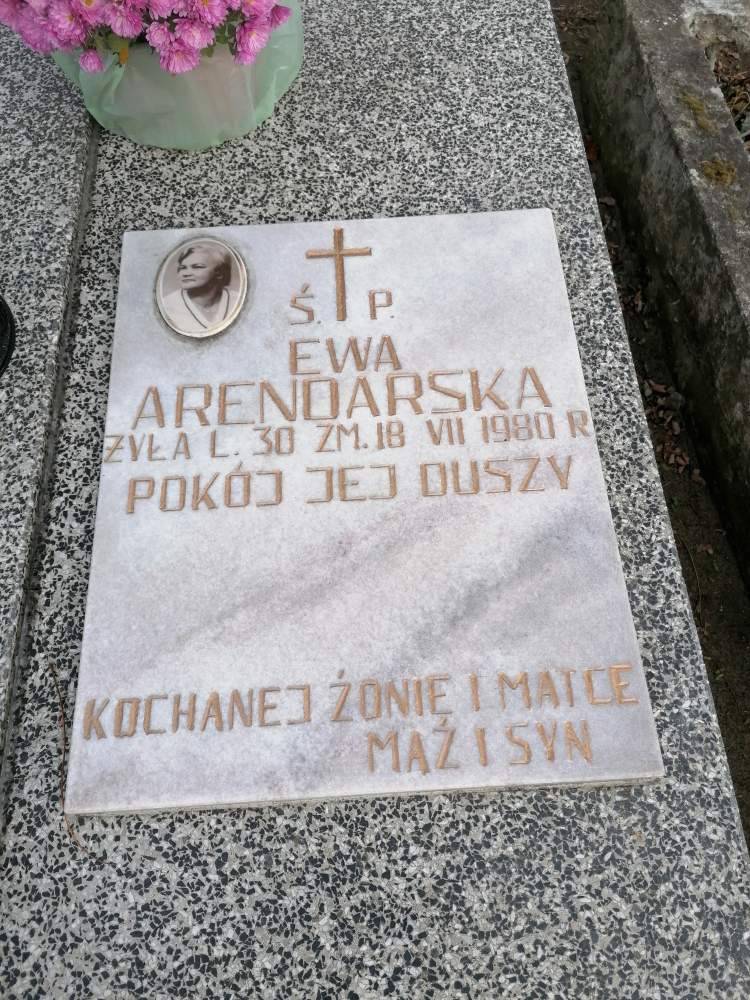 Ś. P.
EWA
ARENDARSKA
ŻYŁA L. 30 ZM. 18 VII 1980 R
POKÓJ JEJ DUSZY
KOCHANEJ ŻONIE I MATCE
MĄŻ I SYN